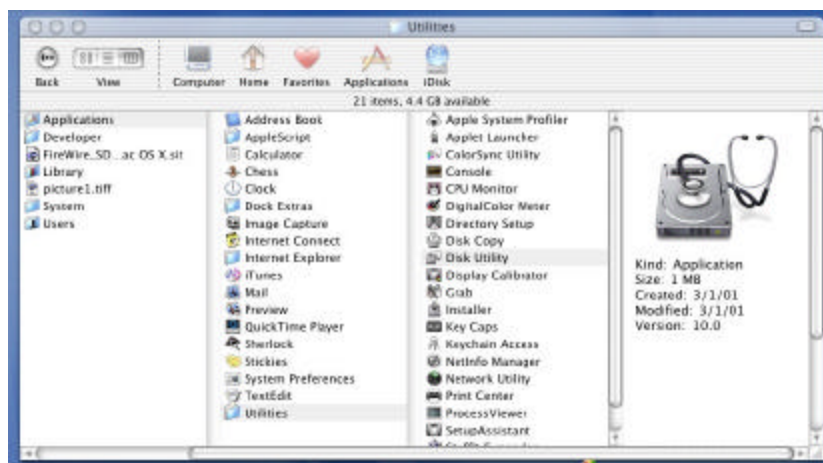 Utilities
Back View Computer Home Favorites Applications iDisk
21 items, 4.4 GB available
Applications
Developer
FireWire_SD...ac OS X.sit
Library
picture1.tiff
System
Users
Address Book
AppleScript
Calculator
Chess
Clock
Dock Extras
Image Capture
Internet Connect
Internet Explorer
iTunes
Mail
Preview
QuickTime Player
Sherlock
Stickies
System Preferences
TextEdit
Utilities
Apple System Profiler
Applet Launcher
ColorSync Utility
Console
CPU Monitor
DigitalColor Meter
Directory Setup
Disk Copy
Disk Utility
Display Calibrator
Grab
Installer
Key Caps
Keychain Access
NetInfo Manager
Network Utility
Print Center
ProcessViewer
SetupAssistant
Kind: Application
Size: 1 MB
Created: 3/1/01
Modified: 3/1/01
Version: 10.0